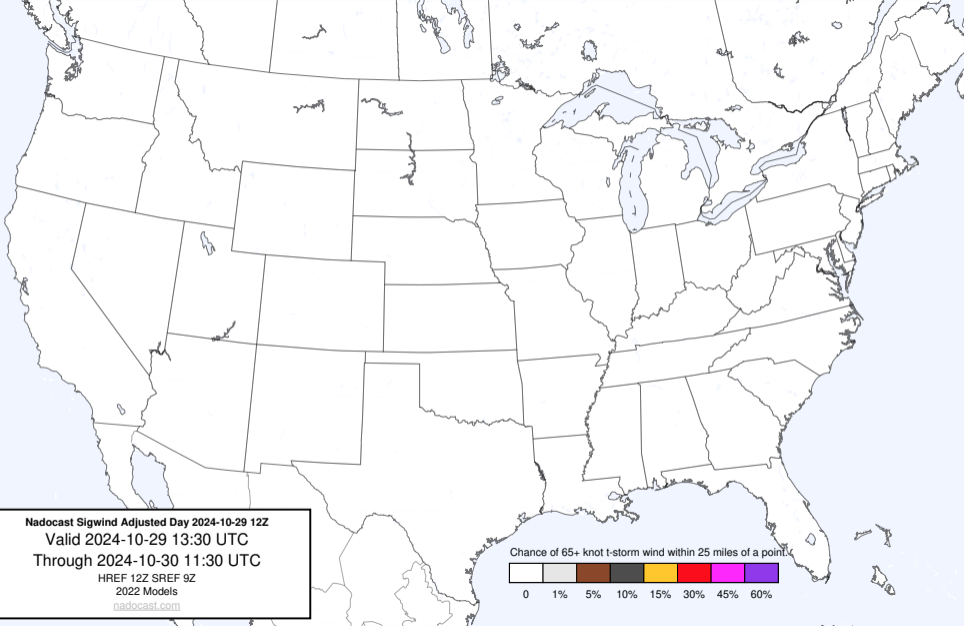 Nadocast Sigwind Adjusted Day 2024-10-29 12Z
Valid 2024-10-29 13:30 UTC
Through 2024-10-30 11:30 UTC
HREF 12Z SREF 9Z
2022 Models
nadocast.com
Chance of 65+ knot t-storm wind within 25 miles of a point.
0 1% 5% 10% 15% 30% 45% 60%